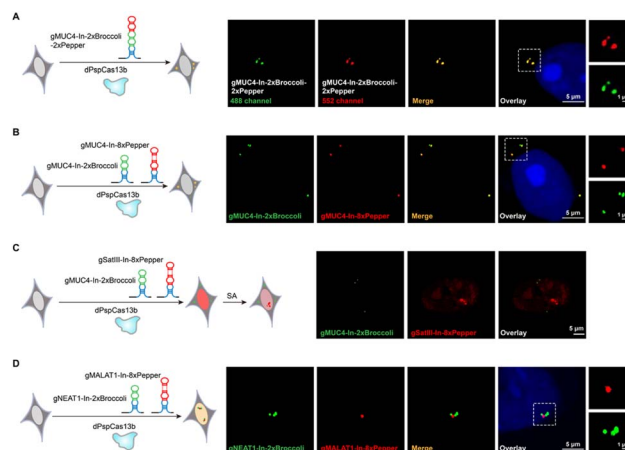 A
gMUC4-In-2xBroccoli
-2xPepper
dPspCas13b
gMUC4-In-2xBroccoli-
2xPepper
488 channel
gMUC4-In-2xBroccoli-
2xPepper
552 channel
Merge
Overlay
5 μm
B
gMUC4-In-8xPepper
gMUC4-In-2xBroccoli
dPspCas13b
gMUC4-In-2xBroccoli
gMUC4-In-8xPepper
Merge
Overlay
5 μm
C
gSatIII-In-8xPepper
gMUC4-In-2xBroccoli
dPspCas13b
SA
gMUC4-In-2xBroccoli
gSatIII-In-8xPepper
Overlay
5 μm
D
gMALAT1-In-8xPepper
gNEAT1-In-2xBroccoli
dPspCas13b
gNEAT1-In-2xBroccoli
gMALAT1-In-8xPepper
Merge
Overlay
5 μm